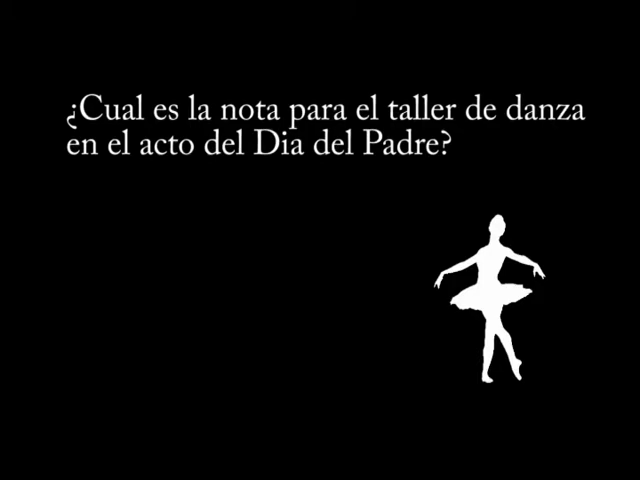 ¿Cual es la nota para el taller de danza
en el acto del Dia del Padre?